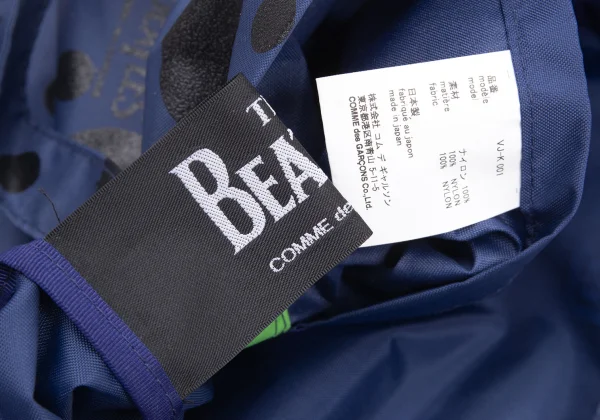 TH
BEA
COMME de
品番
modèle
model
VJ-K 001
素材
matière
fabric
ナイロン 100%
100% NYLON
100% NYLON
日本製
fabriqué au japon
made in japan
株式会社 コム デ ギャルソン
東京都港区南青山 5-11-5
COMME des GARÇONS Co.,Ltd.